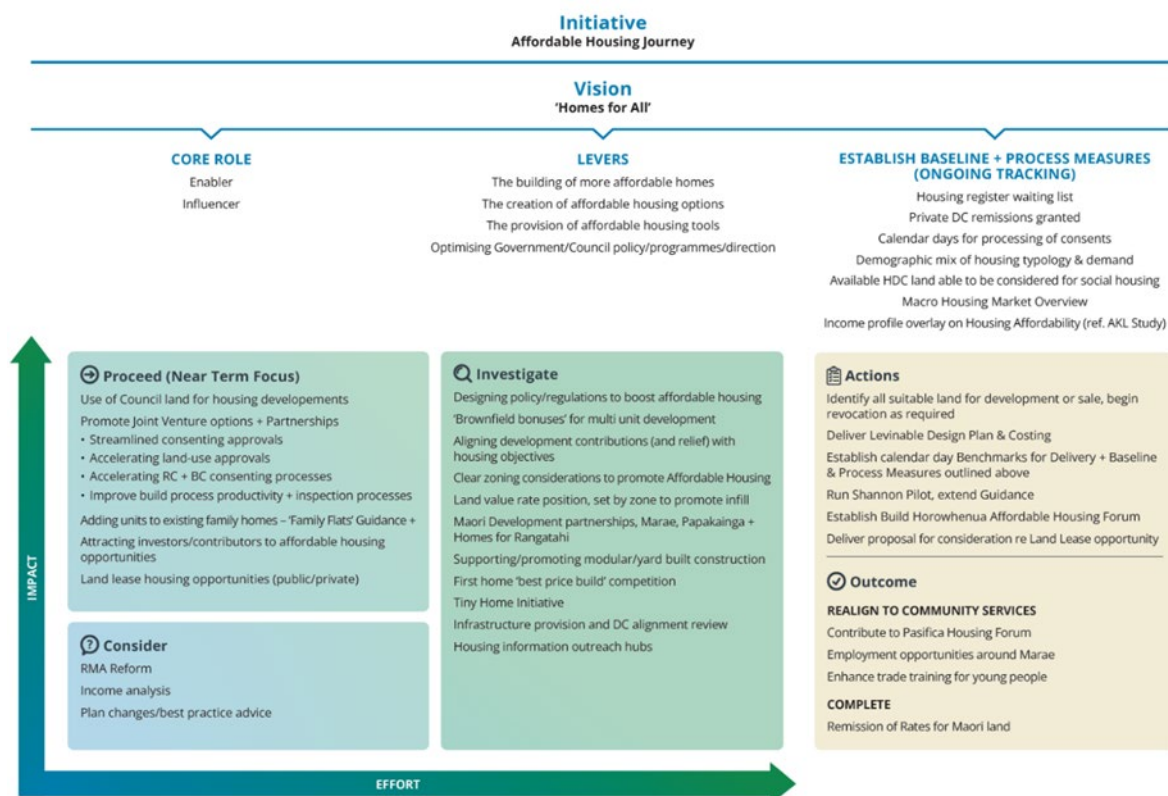 Initiative
Affordable Housing Journey
Vision
'Homes for All'
CORE ROLE
Enabler
Influencer
LEVERS
The building of more affordable homes
The creation of affordable housing options
The provision of affordable housing tools
Optimising Government/Council policy/programmes/direction
ESTABLISH BASELINE + PROCESS MEASURES
(ONGOING TRACKING)
Housing register waiting list
Private DC remissions granted
Calendar days for processing of consents
Demographic mix of housing typology & demand
Available HDC land able to be considered for social housing
Macro Housing Market Overview
Income profile overlay on Housing Affordability (ref. AKL Study)
IMPACT
Proceed (Near Term Focus)
Use of Council land for housing developements
Promote Joint Venture options + Partnerships
• Streamlined consenting approvals
• Accelerating land-use approvals
• Accelerating RC + BC consenting processes
• Improve build process productivity + inspection processes
Adding units to existing family homes – 'Family Flats' Guidance +
Attracting investors/contributors to affordable housing
opportunities
Land lease housing opportunities (public/private)
Consider
RMA Reform
Income analysis
Plan changes/best practice advice
Investigate
Designing policy/regulations to boost affordable housing
'Brownfield bonuses' for multi unit development
Aligning development contributions (and relief) with
housing objectives
Clear zoning considerations to promote Affordable Housing
Land value rate position, set by zone to promote infill
Maori Development partnerships, Marae, Papakainga +
Homes for Rangatahi
Supporting/promoting modular/yard built construction
First home 'best price build' competition
Tiny Home Initiative
Infrastructure provision and DC alignment review
Housing information outreach hubs
Actions
Identify all suitable land for development or sale, begin
revocation as required
Deliver Levinable Design Plan & Costing
Establish calendar day Benchmarks for Delivery + Baseline
& Process Measures outlined above
Run Shannon Pilot, extend Guidance
Establish Build Horowhenua Affordable Housing Forum
Deliver proposal for consideration re Land Lease opportunity
Outcome
REALIGN TO COMMUNITY SERVICES
Contribute to Pasifica Housing Forum
Employment opportunities around Marae
Enhance trade training for young people
COMPLETE
Remission of Rates for Maori land
EFFORT